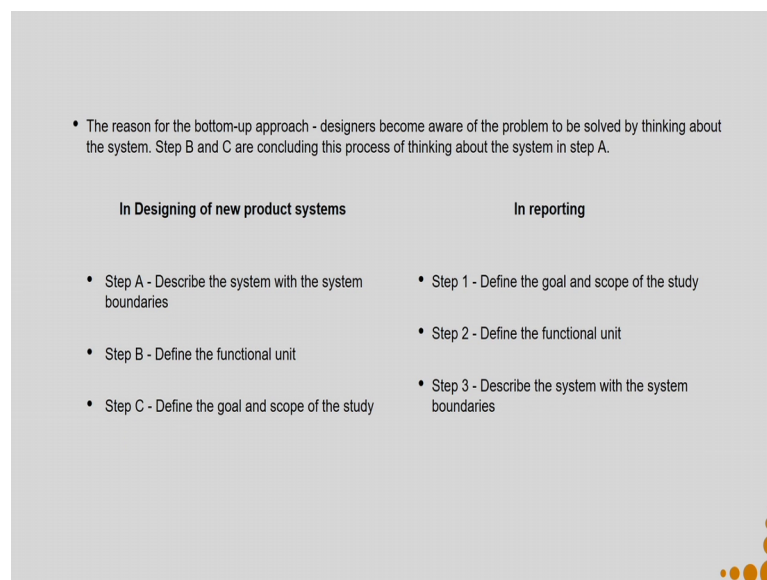 • The reason for the bottom-up approach - designers become aware of the problem to be solved by thinking about
the system. Step B and C are concluding this process of thinking about the system in step A.
In Designing of new product systems
• Step A - Describe the system with the system
boundaries
• Step B - Define the functional unit
• Step C - Define the goal and scope of the study
In reporting
• Step 1 - Define the goal and scope of the study
• Step 2 - Define the functional unit
• Step 3 - Describe the system with the system
boundaries